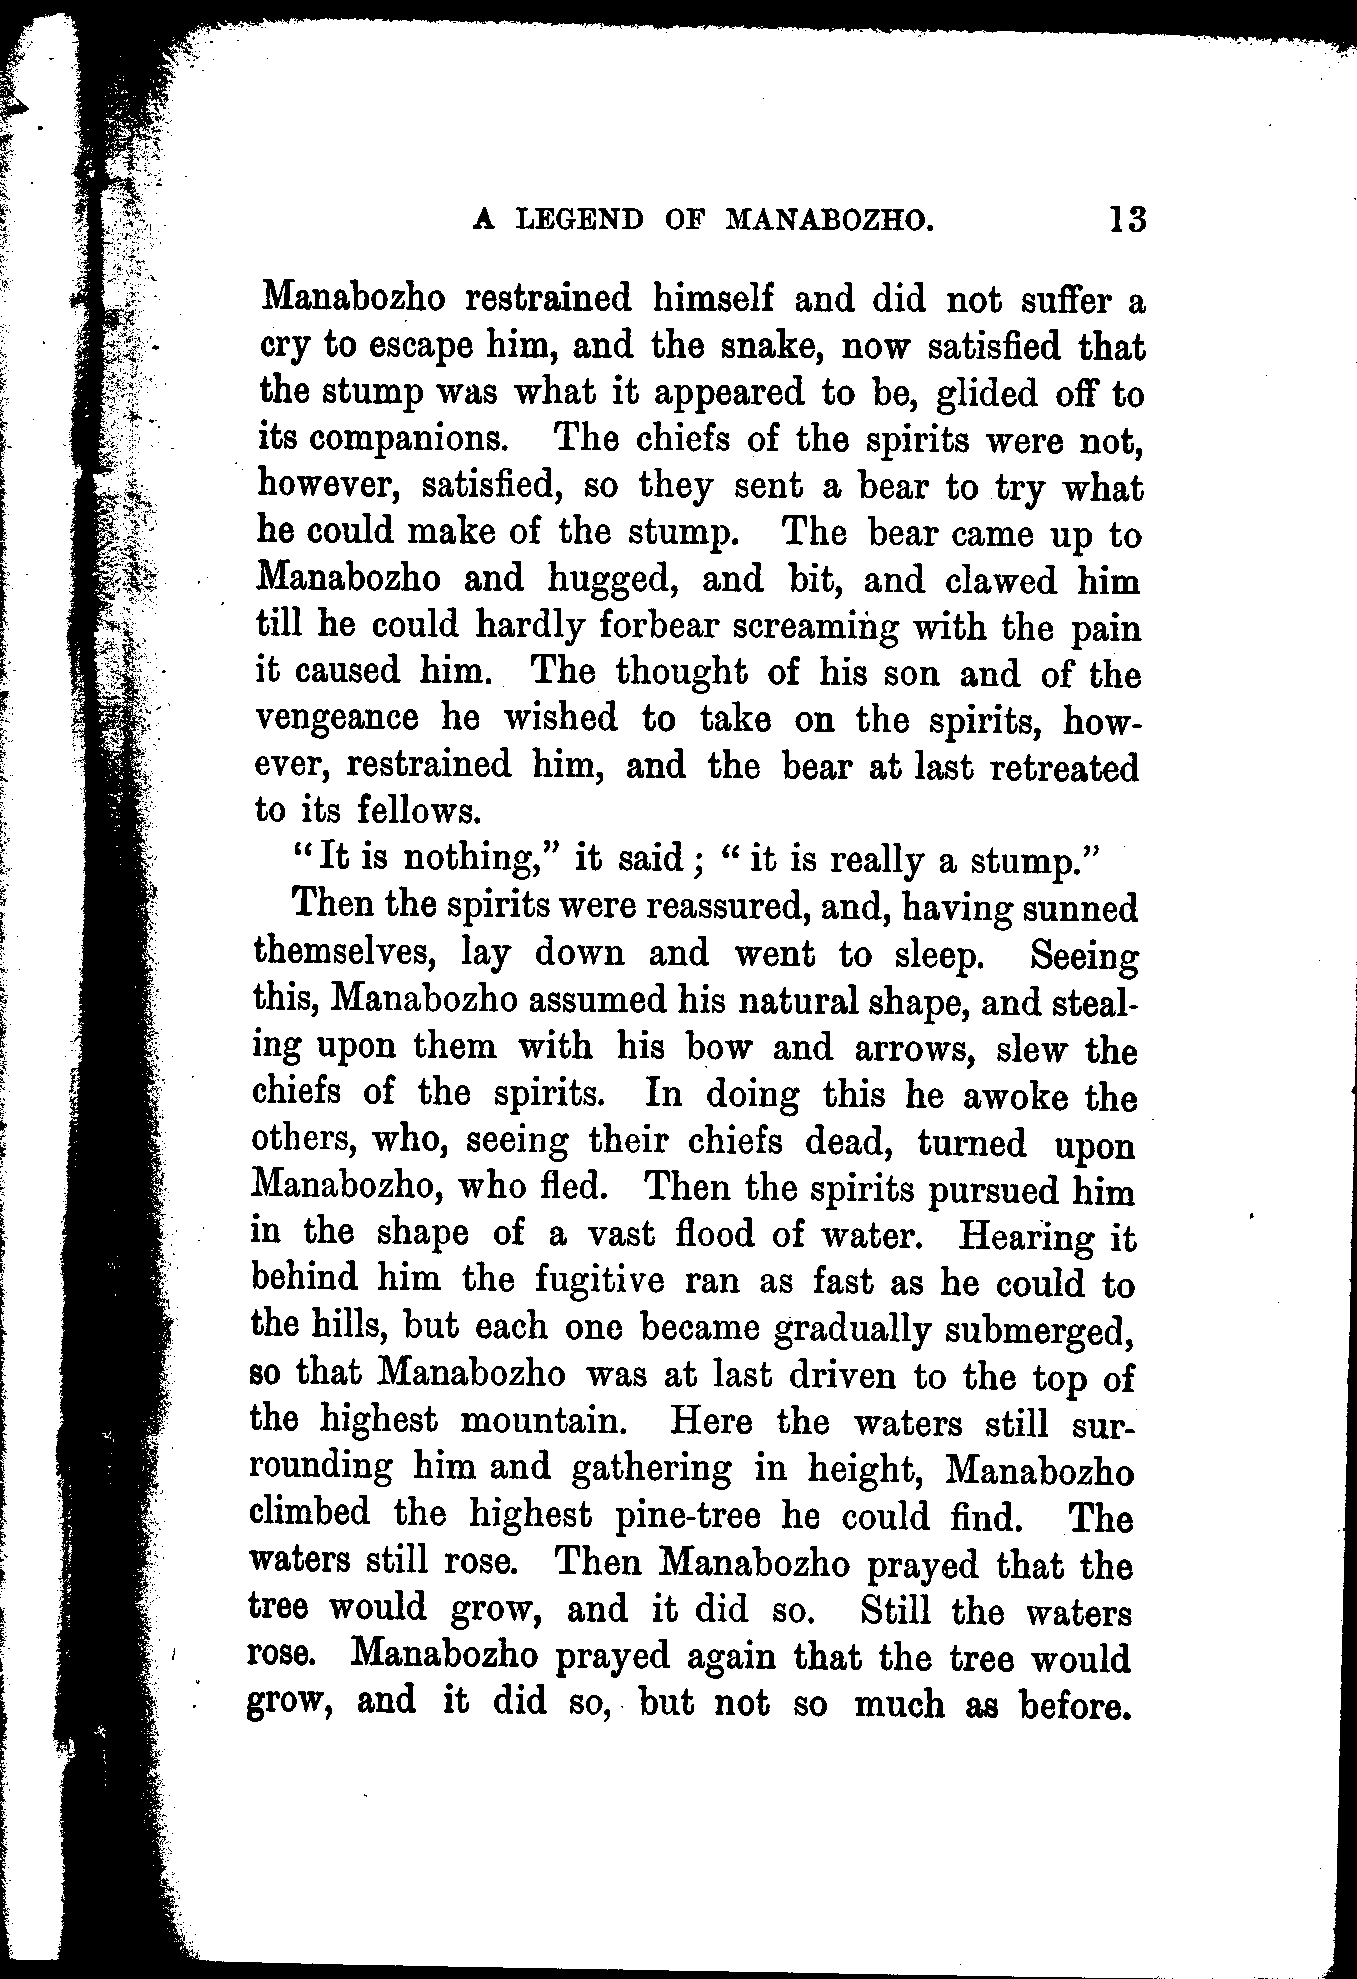 A LEGEND OF MANABOZHO. 13
Manabozho restrained himself and did not suffer a
cry to escape him, and the snake, now satisfied that
the stump was what it appeared to be, glided off to
its companions. The chiefs of the spirits were not,
however, satisfied, so they sent a bear to try what
he could make of the stump. The bear came up to
Manabozho and hugged, and bit, and clawed him
till he could hardly forbear screaming with the pain
it caused him. The thought of his son and of the
vengeance he wished to take on the spirits, how-
ever, restrained him, and the bear at last retreated
to its fellows.
“It is nothing,” it said; “it is really a stump.”
Then the spirits were reassured, and, having sunned
themselves, lay down and went to sleep. Seeing
this, Manabozho assumed his natural shape, and steal-
ing upon them with his bow and arrows, slew the
chiefs of the spirits. In doing this he awoke the
others, who, seeing their chiefs dead, turned upon
Manabozho, who fled. Then the spirits pursued him
in the shape of a vast flood of water. Hearing it
behind him the fugitive ran as fast as he could to
the hills, but each one became gradually submerged,
so that Manabozho was at last driven to the top of
the highest mountain. Here the waters still sur-
rounding him and gathering in height, Manabozho
climbed the highest pine-tree he could find. The
waters still rose. Then Manabozho prayed that the
tree would grow, and it did so. Still the waters
rose. Manabozho prayed again that the tree would
grow, and it did so, but not so much as before.